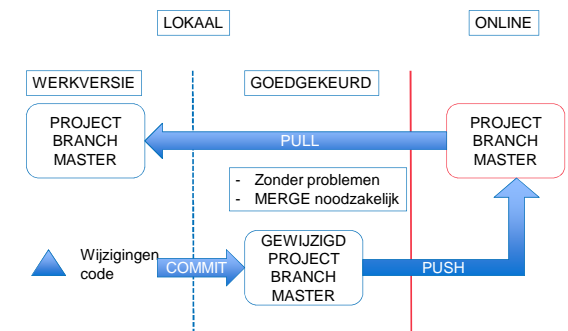 LOKAAL
ONLINE
WERKVERSIE
GOEDGEKEURD
PROJECT
BRANCH
MASTER
PULL
PROJECT
BRANCH
MASTER
- Zonder problemen
- MERGE noodzakelijk
Wijzigingen
code
COMMIT
GEWIJZIGD
PROJECT
BRANCH
MASTER
PUSH